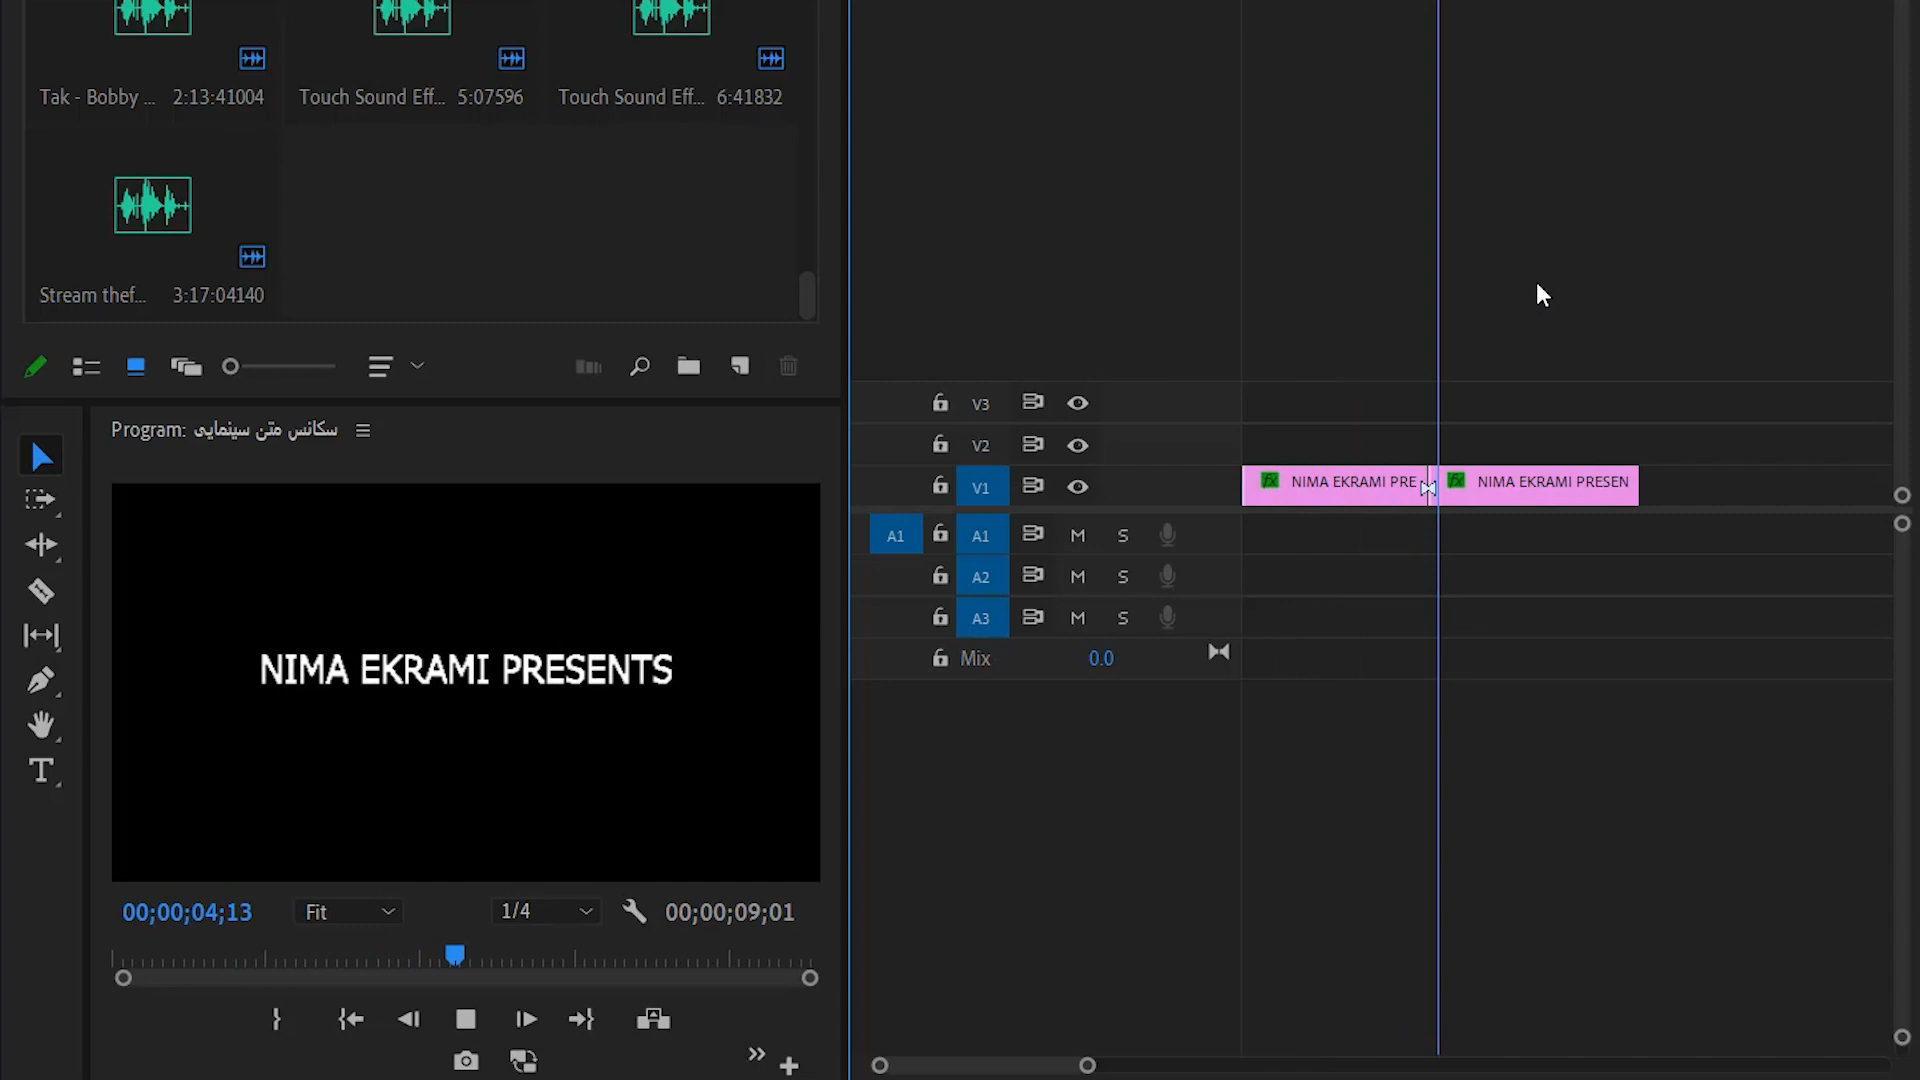 Tak - Bobby ... 2:13:41004
Touch Sound Eff... 5:07596
Touch Sound Eff... 6:41832
Stream thef... 3:17:04140
Program: سکانس متن سینمایی
NIMA EKRAMI PRESENTS
00;00;04;13
Fit
1/4
00;00;09;01
V3
V2
V1
NIMA EKRAMI PRE
NIMA EKRAMI PRESEN
A1 A1 M S
A2 M S
A3 M S
Mix 0.0